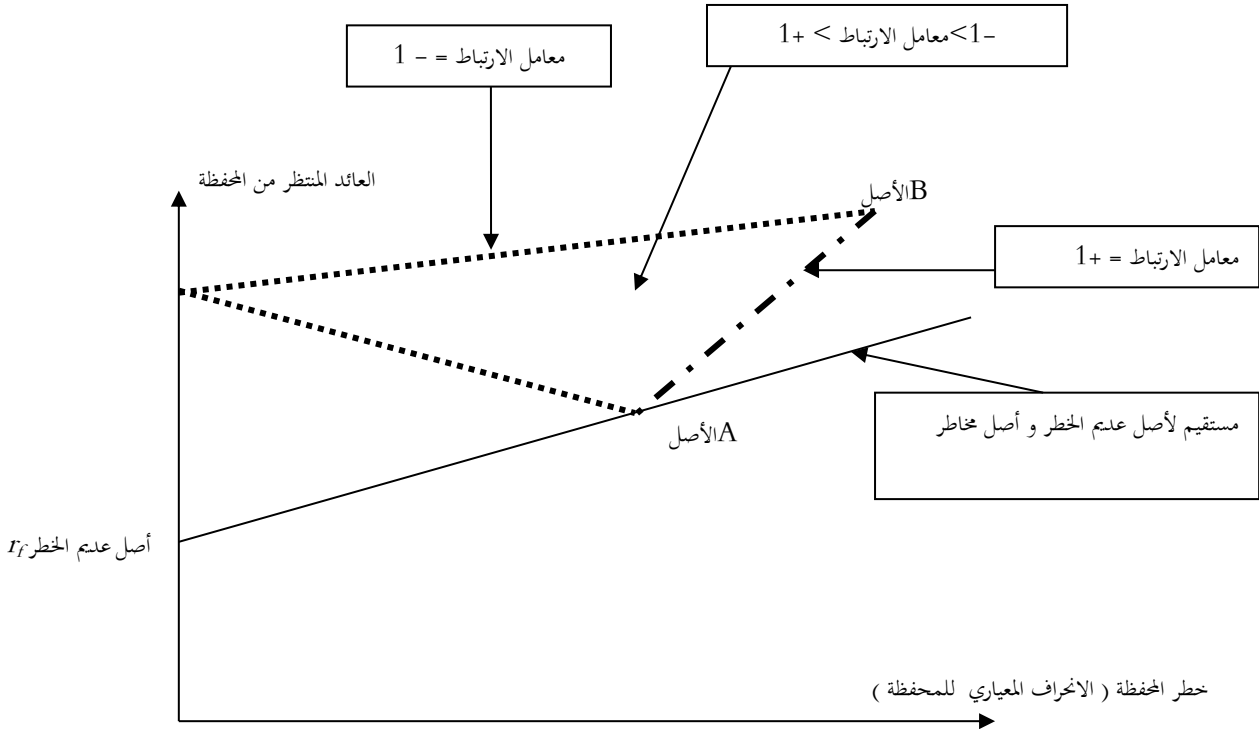 -1<معامل الارتباط < +1
معامل الارتباط = - 1
العائد المنتظر من المحفظة
الأصلB
معامل الارتباط = +1
مستقيم لأصل عديم الخطر و أصل مخاطر
الأصلA
أصل عديم الخطر rf
خطر المحفظة ( الانحراف المعياري للمحفظة )